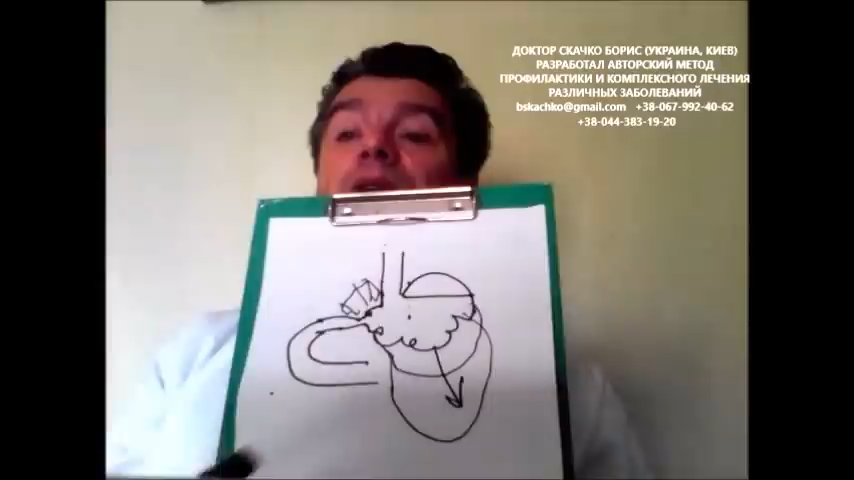 ДОКТОР СКАЧКО БОРИС (УКРАИНА, КИЕВ)
РАЗРАБОТАЛ АВТОРСКИЙ МЕТОД
ПРОФИЛАКТИКИ И КОМПЛЕКСНОГО ЛЕЧЕНИЯ
РАЗЛИЧНЫХ ЗАБОЛЕВАНИЙ
bskachko@gmail.com +38-067-992-40-62
+38-044-383-19-20